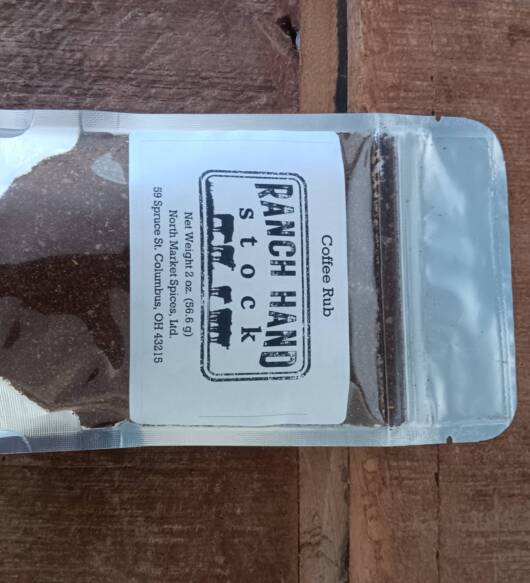 Coffee Rub
RANCH HAND
stock
Net Weight 2 oz. (56.6 g)
North Market Spices, Ltd.
59 Spruce St. Columbus, OH 43215